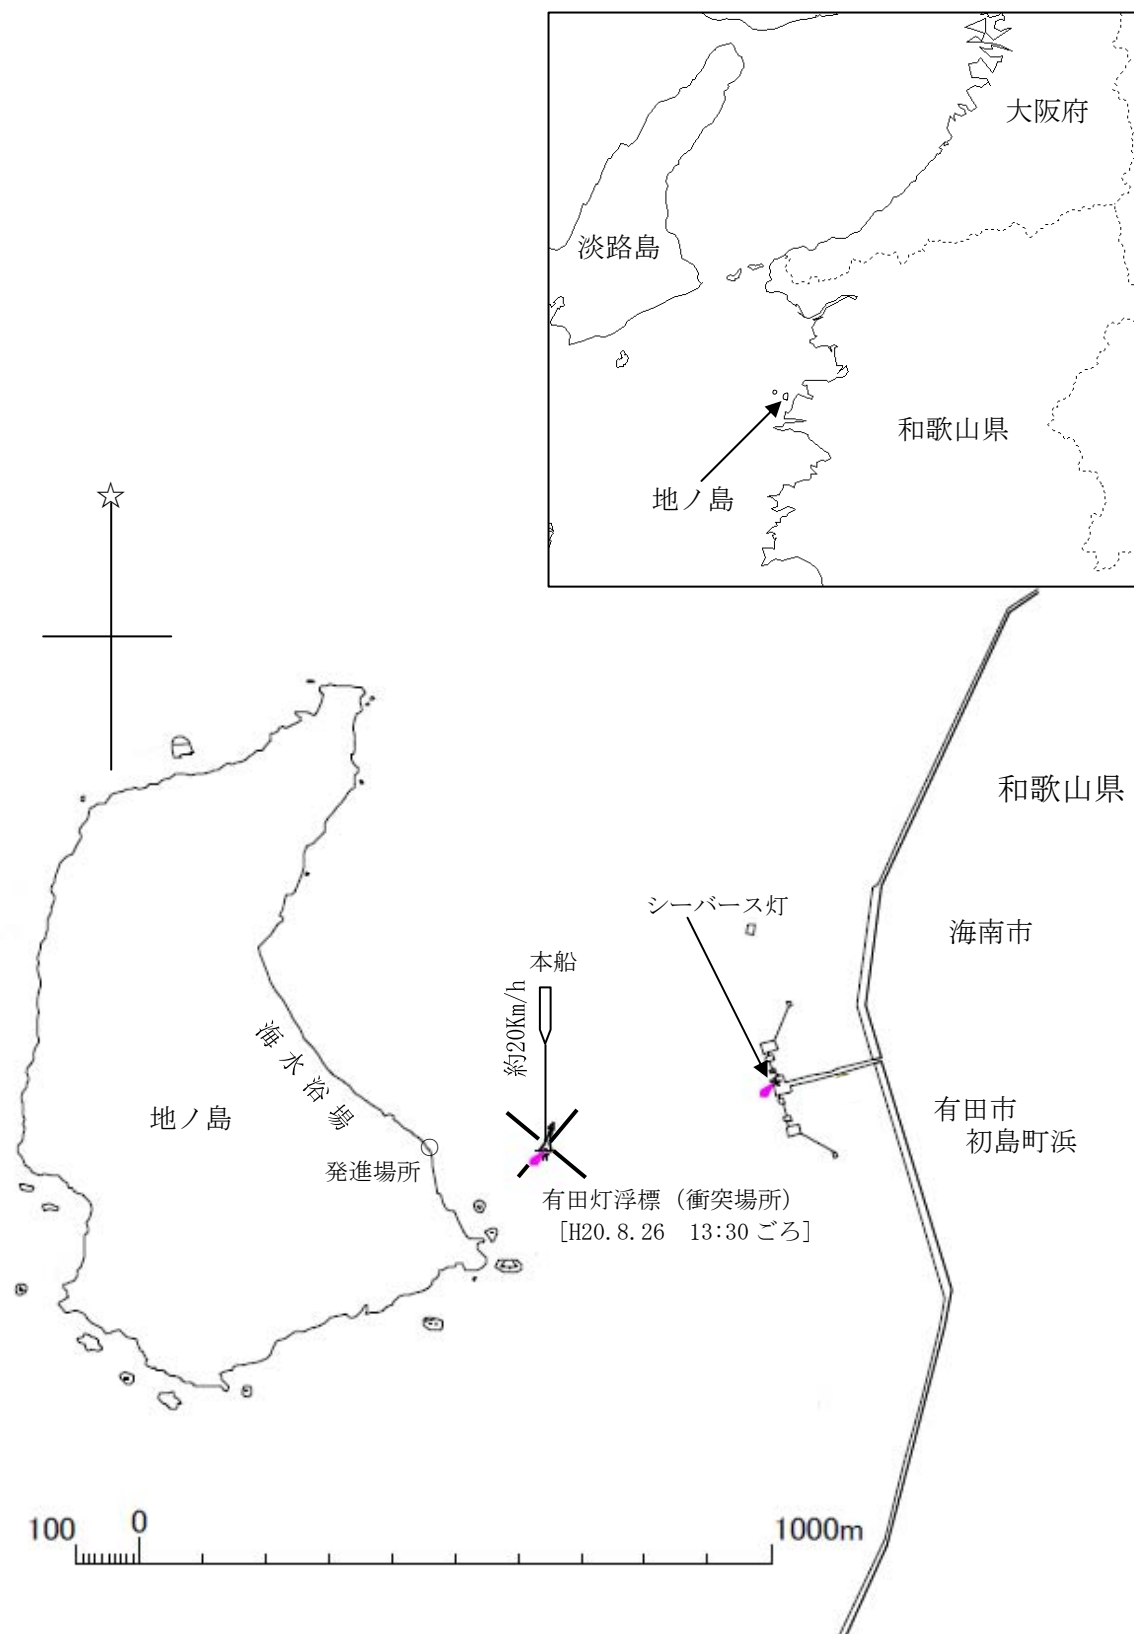 大阪府
淡路島
和歌山県
地ノ島
和歌山県
シーバース灯
海南市
本船
約20Km/h
海水浴場
地ノ島
有田市
初島町浜
発進場所
有田灯浮標（衝突場所）
[H20.8.26　13:30ごろ]
100 0 1000m